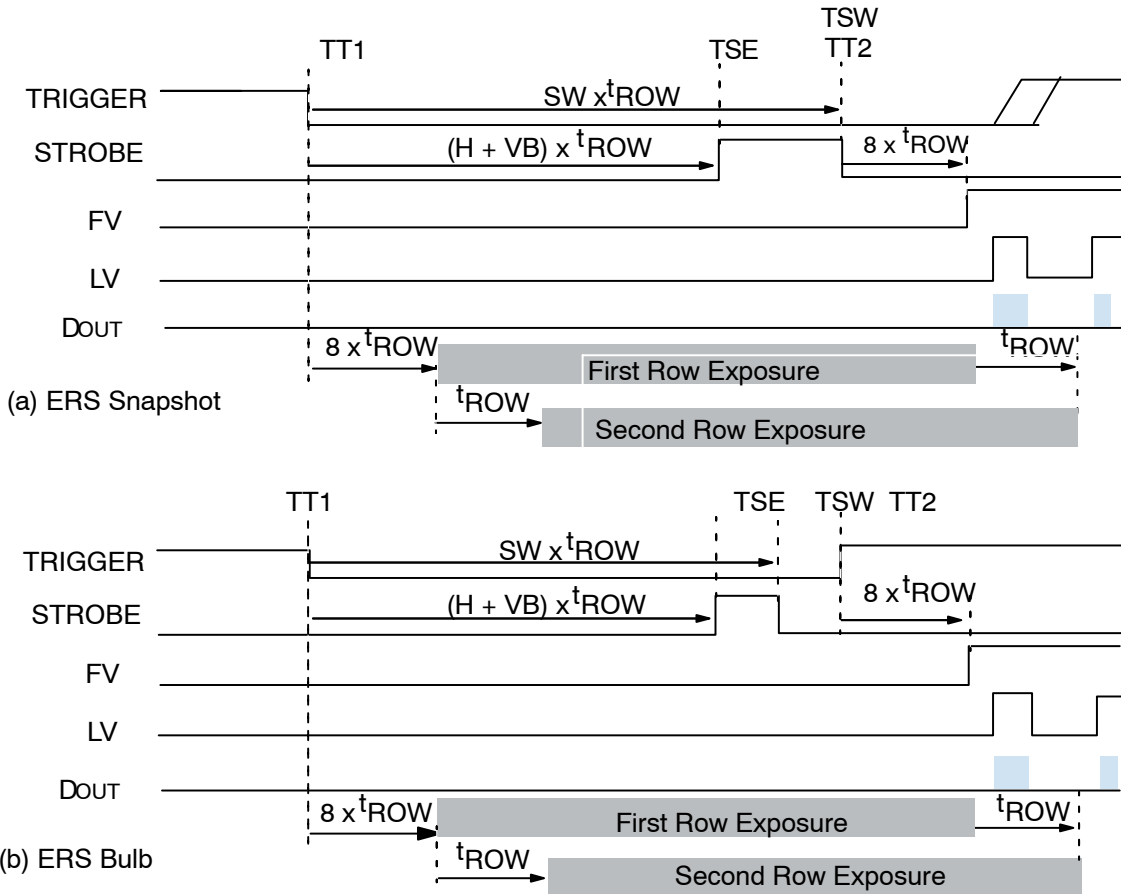 TSW
TT1 TSE TT2
TRIGGER SW x tROW
STROBE (H + VB) x tROW 8 x tROW
FV
LV
DOUT
8 x tROW First Row Exposure tROW
(a) ERS Snapshot tROW
Second Row Exposure
TT1 TSE TSW TT2
TRIGGER SW x tROW
STROBE (H + VB) x tROW 8 x tROW
FV
LV
DOUT
8 x tROW First Row Exposure tROW
(b) ERS Bulb tROW
Second Row Exposure